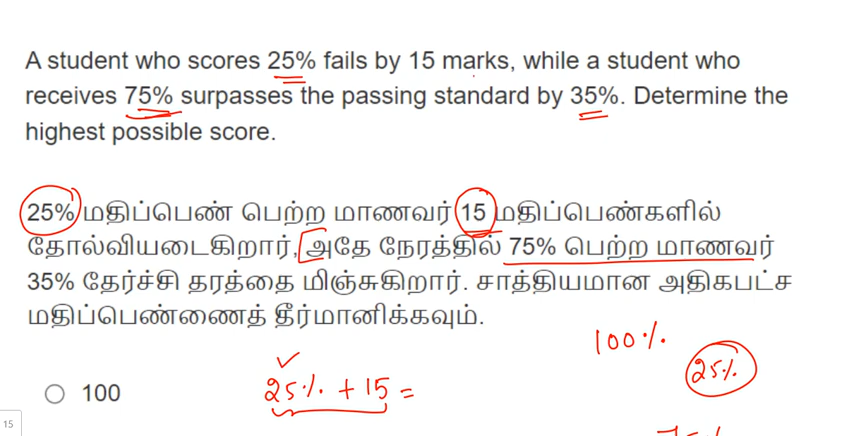 A student who scores 25% fails by 15 marks, while a student who
receives 75% surpasses the passing standard by 35%. Determine the
highest possible score.
25% மதிப்பெண் பெற்ற மாணவர் 15 மதிப்பெண்களில்
தோல்வியடைகிறார், அதே நேரத்தில் 75% பெற்ற மாணவர்
35% தேர்ச்சி தரத்தை மிஞ்சுகிறார். சாத்தியமான அதிகபட்ச
மதிப்பெண்ணைத் தீர்மானிக்கவும்.
100%
25%
100
25% + 15 =
15